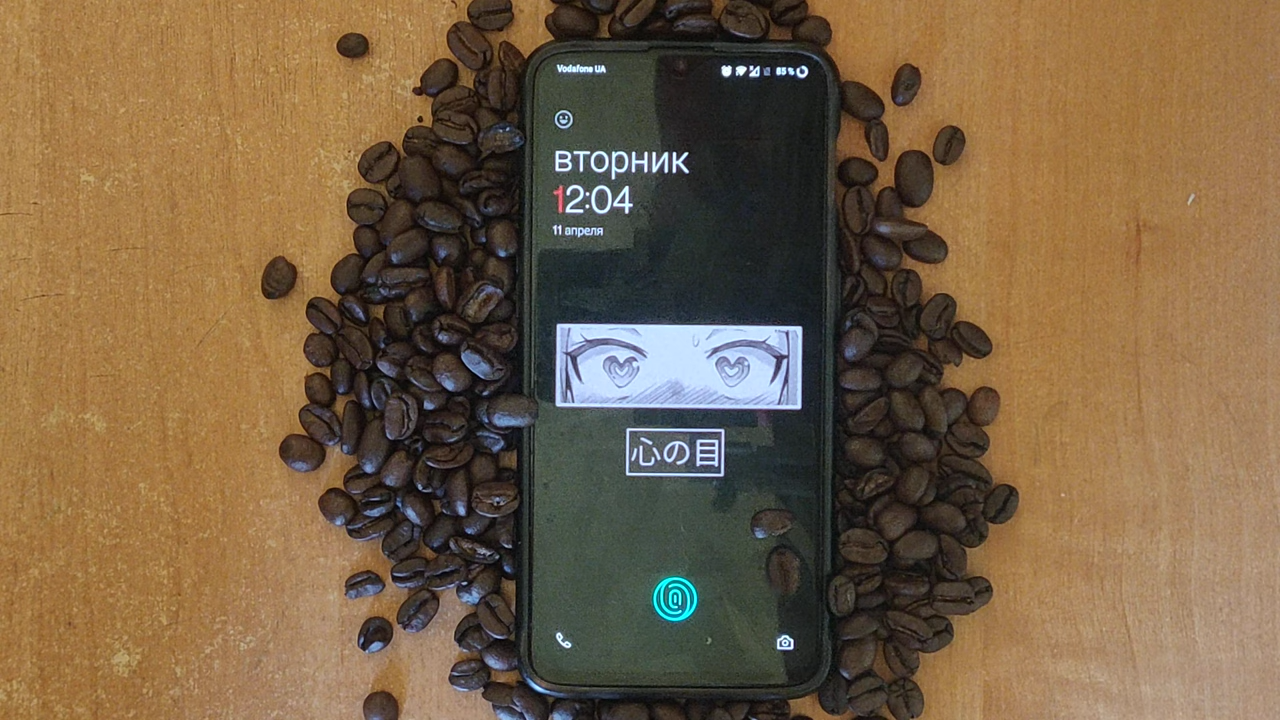 Vodafone UA
85 %
вторник
12:04
11 апреля
心の目